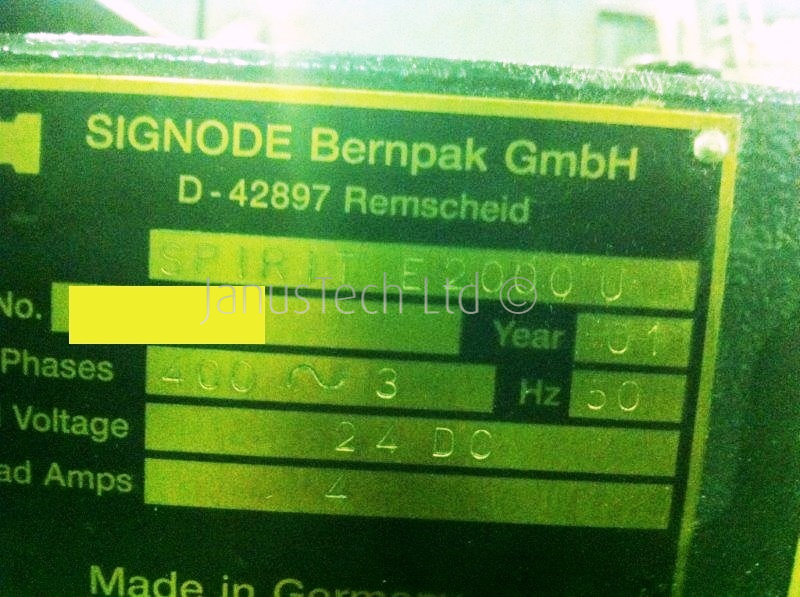 SIGNODE Bernpak GmbH
D-42897 Remscheid
SPIRIT E2000 U
JanusTech Ltd ©
No.
Year 01
Phases 400 ~ 3 Hz 50
Voltage 24 DC
Amps 4
Made in